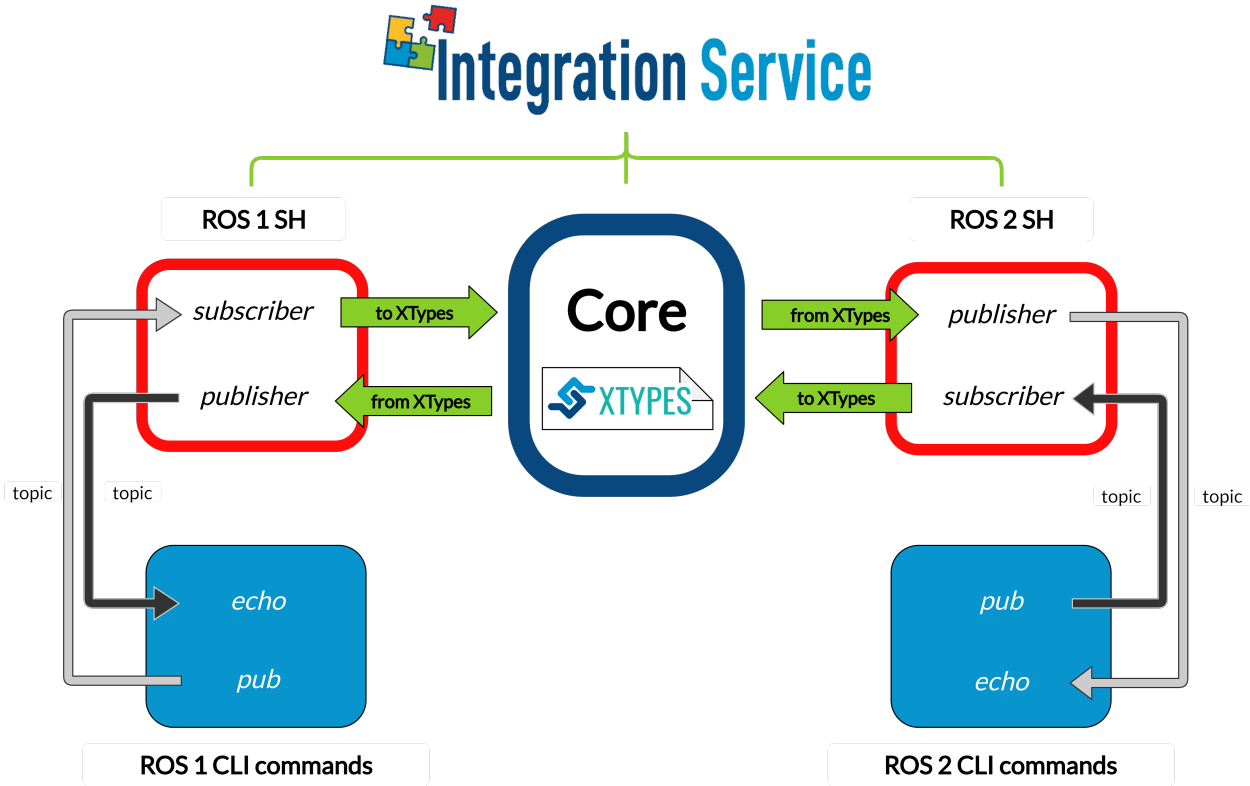 Integration Service
ROS 1 SH
ROS 2 SH
subscriber
to XTypes
Core
from XTypes
publisher
publisher
from XTypes
XTYPES
to XTypes
subscriber
topic
topic
topic
topic
echo
pub
pub
echo
ROS 1 CLI commands
ROS 2 CLI commands